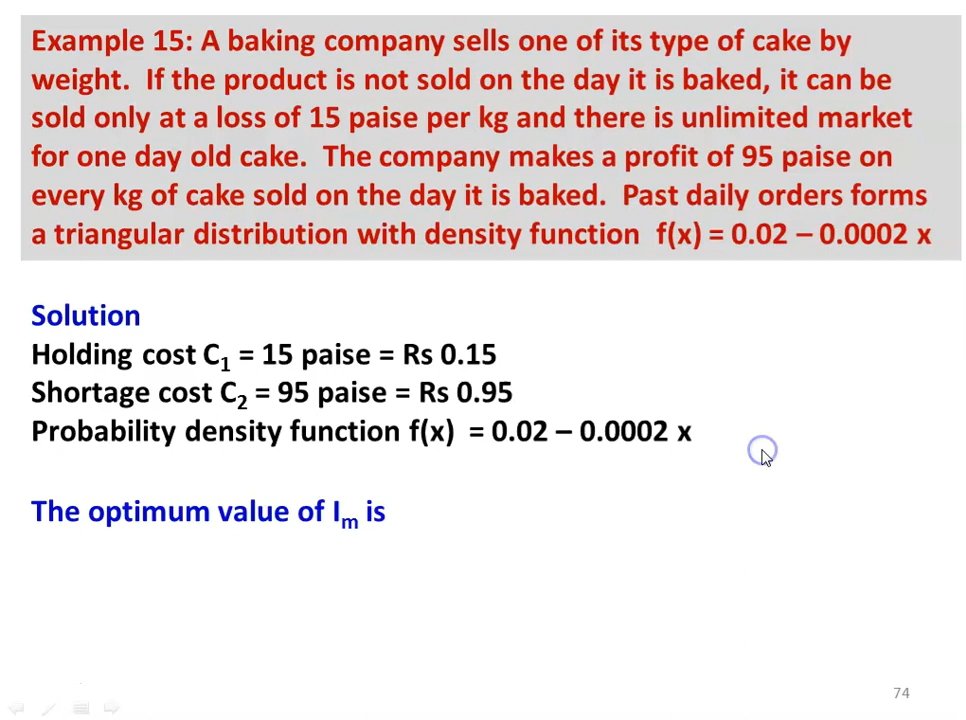 Example 15: A baking company sells one of its type of cake by
weight.  If the product is not sold on the day it is baked, it can be
sold only at a loss of 15 paise per kg and there is unlimited market
for one day old cake.  The company makes a profit of 95 paise on
every kg of cake sold on the day it is baked.  Past daily orders forms
a triangular distribution with density function  f(x) = 0.02 – 0.0002 x
Solution
Holding cost C₁ = 15 paise = Rs 0.15
Shortage cost C₂ = 95 paise = Rs 0.95
Probability density function f(x)  = 0.02 – 0.0002 x
The optimum value of Iₘ is
74